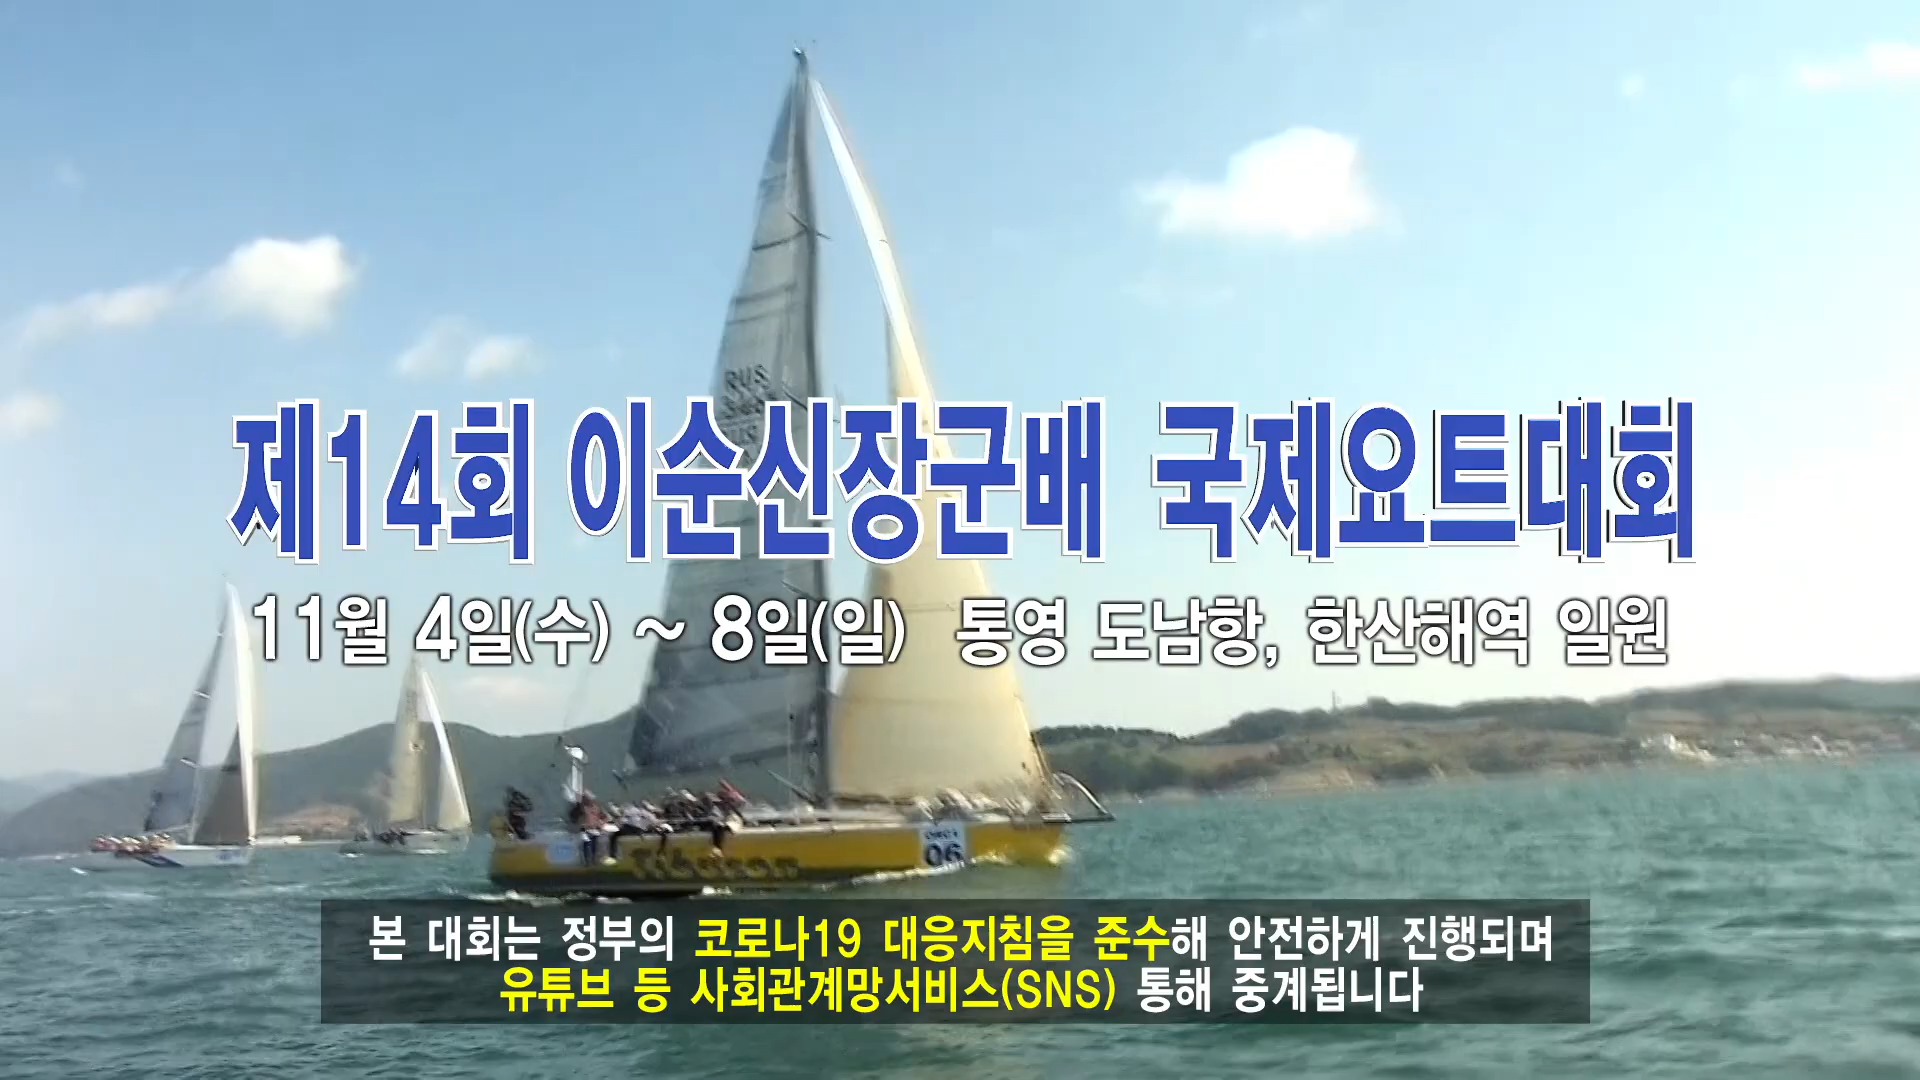 RUS
제14회 이순신장군배 국제요트대회
11월 4일(수) ~ 8일(일) 통영 도남항, 한산해역 일원
Tiburon
06
본 대회는 정부의 코로나19 대응지침을 준수해 안전하게 진행되며
유튜브 등 사회관계망서비스(SNS) 통해 중계됩니다